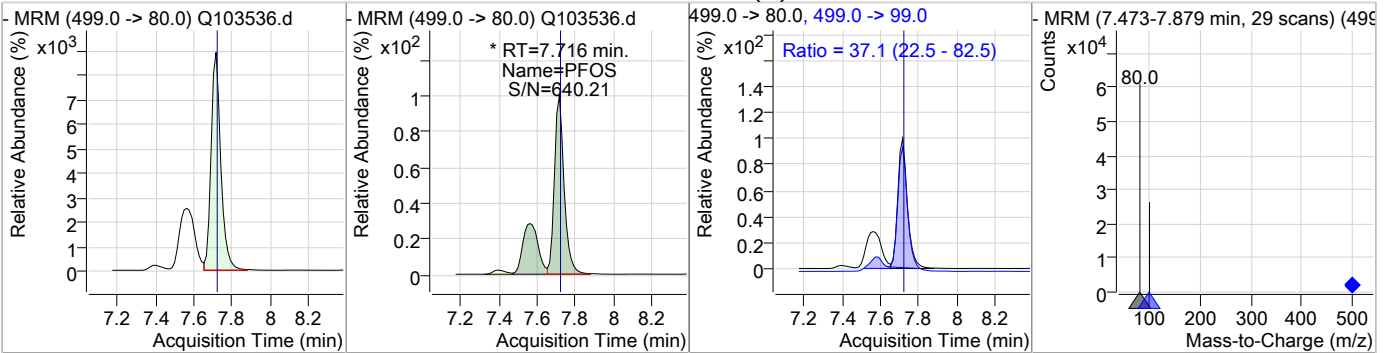 - MRM (499.0 -> 80.0) Q103536.d
x10³
Relative Abundance (%)
7
6
5
4
3
2
1
0
7.2 7.4 7.6 7.8 8 8.2
Acquisition Time (min)
- MRM (499.0 -> 80.0) Q103536.d
x10²
* RT=7.716 min.
Name=PFOS
S/N=640.21
Relative Abundance (%)
1
0.8
0.6
0.4
0.2
0
7.2 7.4 7.6 7.8 8 8.2
Acquisition Time (min)
499.0 -> 80.0, 499.0 -> 99.0
x10²
Ratio = 37.1 (22.5 - 82.5)
Relative Abundance (%)
1.4
1.2
1
0.8
0.6
0.4
0.2
0
7.2 7.4 7.6 7.8 8 8.2
Acquisition Time (min)
- MRM (7.473-7.879 min, 29 scans) (499
x10⁴
Counts
80.0
6
5
4
3
2
1
0
100 200 300 400 500
Mass-to-Charge (m/z)